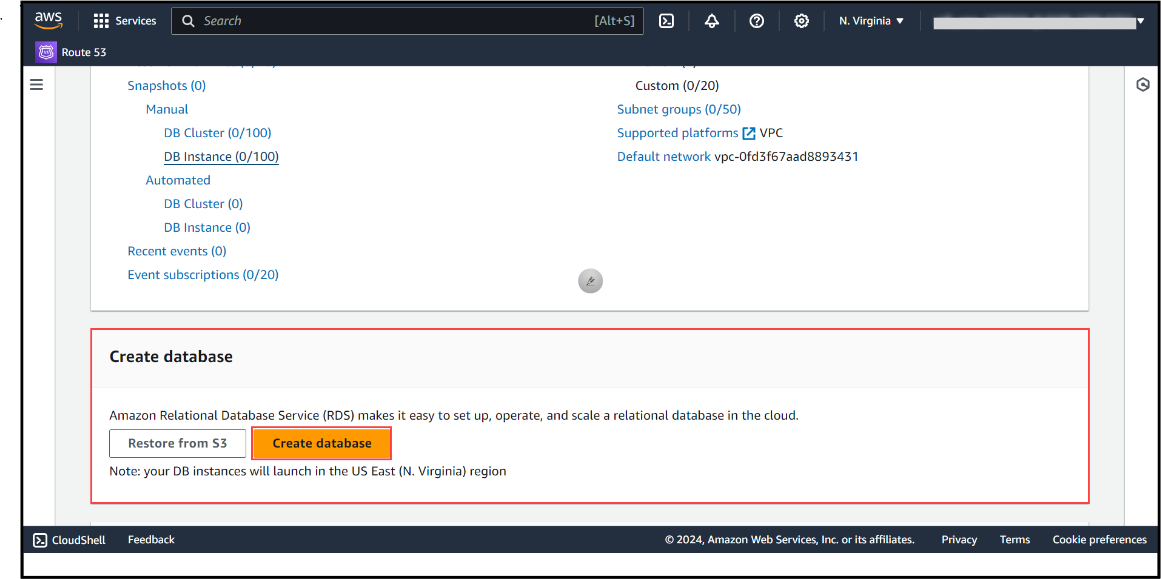 aws
Services
Search
[Alt+S]
N. Virginia
Route 53
Snapshots (0)
Manual
DB Cluster (0/100)
DB Instance (0/100)
Automated
DB Cluster (0)
DB Instance (0)
Recent events (0)
Event subscriptions (0/20)
Custom (0/20)
Subnet groups (0/50)
Supported platforms VPC
Default network vpc-0fd3f67aad8893431
Create database
Amazon Relational Database Service (RDS) makes it easy to set up, operate, and scale a relational database in the cloud.
Restore from S3
Create database
Note: your DB instances will launch in the US East (N. Virginia) region
CloudShell
Feedback
© 2024, Amazon Web Services, Inc. or its affiliates.
Privacy
Terms
Cookie preferences